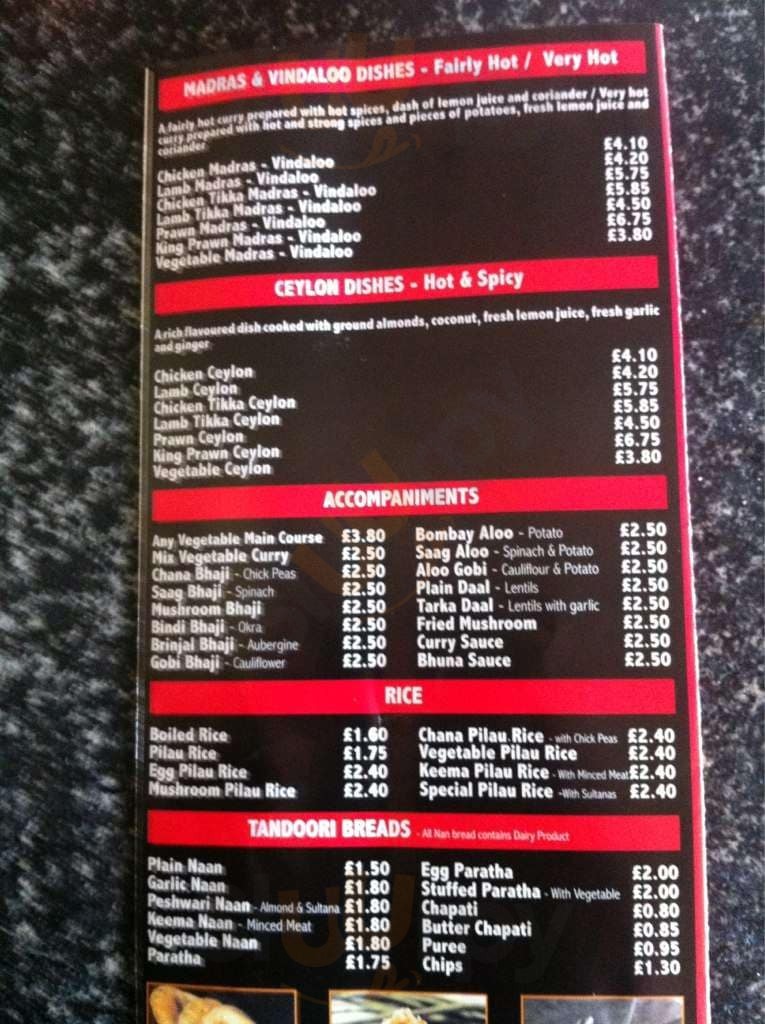 MADRAS & VINDALOO DISHES - Fairly Hot / Very Hot
A fairly hot curry prepared with hot spices, dash of lemon juice and coriander / Very hot
curry prepared with hot and strong spices and pieces of potatoes, fresh lemon juice and
coriander
Chicken Madras - Vindaloo £4.10
Lamb Madras - Vindaloo £4.20
Chicken Tikka Madras - Vindaloo £5.75
Lamb Tikka Madras - Vindaloo £5.85
Prawn Madras - Vindaloo £4.50
King Prawn Madras - Vindaloo £6.75
Vegetable Madras - Vindaloo £3.80
CEYLON DISHES - Hot & Spicy
A rich flavoured dish cooked with ground almonds, coconut, fresh lemon juice, fresh garlic
and ginger
Chicken Ceylon £4.10
Lamb Ceylon £4.20
Chicken Tikka Ceylon £5.75
Lamb Tikka Ceylon £5.85
Prawn Ceylon £4.50
King Prawn Ceylon £6.75
Vegetable Ceylon £3.80
ACCOMPANIMENTS
Any Vegetable Main Course £3.80
Mix Vegetable Curry £2.50
Chana Bhaji - Chick Peas £2.50
Saag Bhaji - Spinach £2.50
Mushroom Bhaji £2.50
Bindi Bhaji - Okra £2.50
Brinjal Bhaji - Aubergine £2.50
Gobi Bhaji - Cauliflower £2.50
Bombay Aloo - Potato £2.50
Saag Aloo - Spinach & Potato £2.50
Aloo Gobi - Cauliflour & Potato £2.50
Plain Daal - Lentils £2.50
Tarka Daal - Lentils with garlic £2.50
Fried Mushroom £2.50
Curry Sauce £2.50
Bhuna Sauce £2.50
RICE
Boiled Rice £1.60
Pilau Rice £1.75
Egg Pilau Rice £2.40
Mushroom Pilau Rice £2.40
Chana Pilau Rice - with Chick Peas £2.40
Vegetable Pilau Rice £2.40
Keema Pilau Rice - With Minced Meat £2.40
Special Pilau Rice - With Sultanas £2.40
TANDOORI BREADS - All Nan bread contains Dairy Product
Plain Naan £1.50
Garlic Naan £1.80
Peshwari Naan - Almond & Sultana £1.80
Keema Naan - Minced Meat £1.80
Vegetable Naan £1.80
Paratha £1.75
Egg Paratha £2.00
Stuffed Paratha - With Vegetable £2.00
Chapati £0.80
Butter Chapati £0.85
Puree £0.95
Chips £1.30